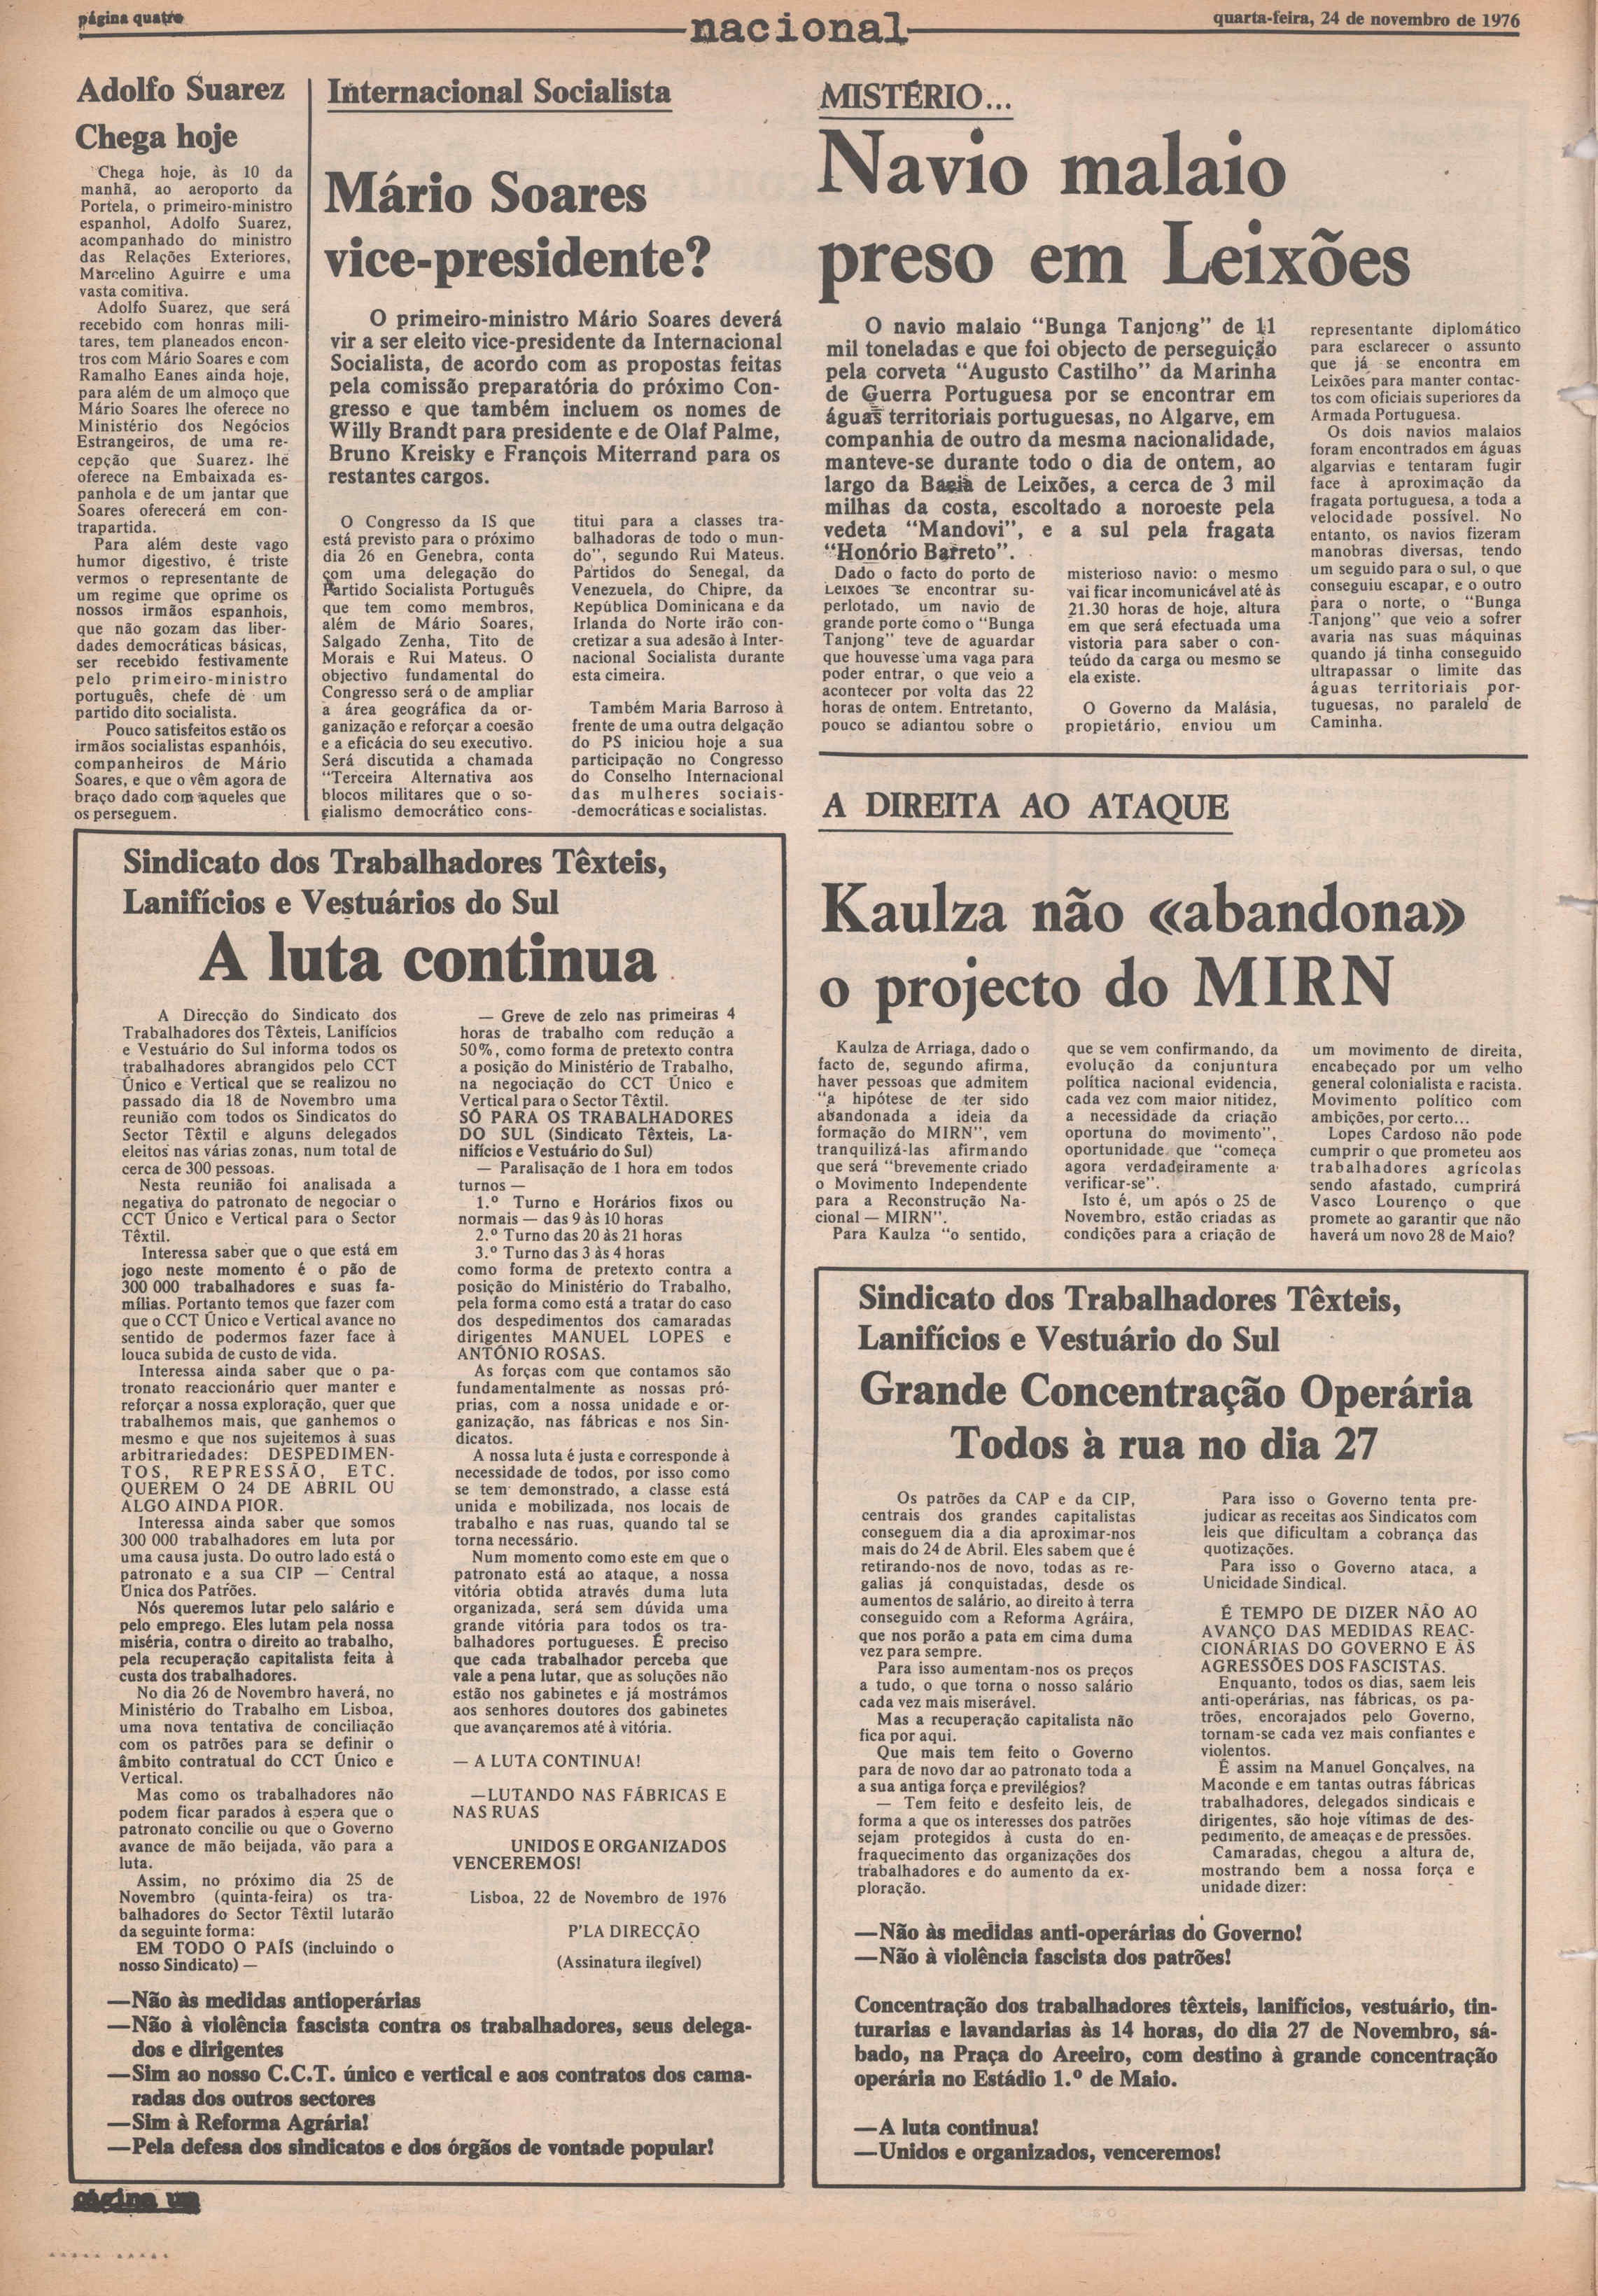 página quatro
nacional
quarta-feira, 24 de novembro de 1976
Adolfo Suarez
Chega hoje
Chega hoje, às 10 da
manhã, ao aeroporto da
Portela, o primeiro-ministro
espanhol, Adolfo Suarez,
acompanhado do ministro
das Relações Exteriores,
Marcelino Aguirre e uma
vasta comitiva.
Adolfo Suarez, que será
recebido com honras mili-
tares, tem planeados encon-
tros com Mário Soares e com
Ramalho Eanes ainda hoje,
para além de um almoço que
Mário Soares lhe oferece no
Ministério dos Negócios
Estrangeiros, de uma re-
cepção que Suarez. lhe
oferece na Embaixada es-
panhola e de um jantar que
Soares oferecerá em con-
trapartida.
Para além deste vago
humor digestivo, é triste
vermos o representante de
um regime que oprime os
nossos irmãos espanhois,
que não gozam das liber-
dades democráticas básicas,
ser recebido festivamente
pelo primeiro-ministro
português, chefe de um
partido dito socialista.
Pouco satisfeitos estão os
irmãos socialistas espanhóis,
companheiros de Mário
Soares, e que o vêm agora de
braço dado com aqueles que
os perseguem.
Internacional Socialista
Mário Soares
vice-presidente?
O primeiro-ministro Mário Soares deverá
vir a ser eleito vice-presidente da Internacional
Socialista, de acordo com as propostas feitas
pela comissão preparatória do próximo Con-
gresso e que também incluem os nomes de
Willy Brandt para presidente e de Olaf Palme,
Bruno Kreisky e François Miterrand para os
restantes cargos.
O Congresso da IS que
está previsto para o próximo
dia 26 en Genebra, conta
com uma delegação do
Partido Socialista Português
que tem como membros,
além de Mário Soares,
Salgado Zenha, Tito de
Morais e Rui Mateus. O
objectivo fundamental do
Congresso será o de ampliar
a área geográfica da or-
ganização e reforçar a coesão
e a eficácia do seu executivo.
Será discutida a chamada
"Terceira Alternativa aos
blocos militares que o so-
cialismo democrático cons-
titui para a classes tra-
balhadoras de todo o mun-
do", segundo Rui Mateus.
Partidos do Senegal, da
Venezuela, do Chipre, da
República Dominicana e da
Irlanda do Norte irão con-
cretizar a sua adesão à Inter-
nacional Socialista durante
esta cimeira.
Também Maria Barroso à
frente de uma outra delgação
do PS iniciou hoje a sua
participação no Congresso
do Conselho Internacional
das mulheres sociais-
-democráticas e socialistas.
MISTÉRIO...
Navio malaio
preso em Leixões
O navio malaio "Bunga Tanjong" de 11
mil toneladas e que foi objecto de perseguição
pela corveta "Augusto Castilho" da Marinha
de Guerra Portuguesa por se encontrar em
águas territoriais portuguesas, no Algarve, em
companhia de outro da mesma nacionalidade,
manteve-se durante todo o dia de ontem, ao
largo da Bacia de Leixões, a cerca de 3 mil
milhas da costa, escoltado a noroeste pela
vedeta "Mandovi", e a sul pela fragata
"Honório Barreto".
Dado o facto do porto de
Leixões se encontrar su-
perlotado, um navio de
grande porte como o "Bunga
Tanjong" teve de aguardar
que houvesse uma vaga para
poder entrar, o que veio a
acontecer por volta das 22
horas de ontem. Entretanto,
pouco se adiantou sobre o
misterioso navio: o mesmo
vai ficar incomunicável até às
21.30 horas de hoje, altura
em que será efectuada uma
vistoria para saber o con-
teúdo da carga ou mesmo se
ela existe.
O Governo da Malásia,
propietário, enviou um
representante diplomático
para esclarecer o assunto
que já se encontra em
Leixões para manter contac-
tos com oficiais superiores da
Armada Portuguesa.
Os dois navios malaios
foram encontrados em águas
algarvias e tentaram fugir
face à aproximação da
fragata portuguesa, a toda a
velocidade possível. No
entanto, os navios fizeram
manobras diversas, tendo
um seguido para o sul, o que
conseguiu escapar, e o outro
para o norte, o "Bunga
Tanjong" que veio a sofrer
avaria nas suas máquinas
quando já tinha conseguido
ultrapassar o limite das
águas territoriais por-
tuguesas, no paralelo de
Caminha.
A DIREITA AO ATAQUE
Kaulza não «abandona»
o projecto do MIRN
Kaulza de Arriaga, dado o
facto de, segundo afirma,
haver pessoas que admitem
"a hipótese de ter sido
abandonada a ideia da
formação do MIRN", vem
tranquilizá-las afirmando
que será "brevemente criado
o Movimento Independente
para a Reconstrução Na-
cional — MIRN".
Para Kaulza "o sentido,
que se vem confirmando, da
evolução da conjuntura
política nacional evidencia,
cada vez com maior nitidez,
a necessidade da criação
oportuna do movimento",
oportunidade que "começa
agora verdadeiramente a
verificar-se".
Isto é, um após o 25 de
Novembro, estão criadas as
condições para a criação de
um movimento de direita,
encabeçado por um velho
general colonialista e racista.
Movimento político com
ambições, por certo...
Lopes Cardoso não pode
cumprir o que prometeu aos
trabalhadores agrícolas
sendo afastado, cumprirá
Vasco Lourenço o que
promete ao garantir que não
haverá um novo 28 de Maio?
Sindicato dos Trabalhadores Têxteis,
Lanifícios e Vestuários do Sul
A luta continua
A Direcção do Sindicato dos
Trabalhadores dos Têxteis, Lanifícios
e Vestuário do Sul informa todos os
trabalhadores abrangidos pelo CCT
Único e Vertical que se realizou no
passado dia 18 de Novembro uma
reunião com todos os Sindicatos do
Sector Têxtil e alguns delegados
eleitos nas várias zonas, num total de
cerca de 300 pessoas.
Nesta reunião foi analisada a
negativa do patronato de negociar o
CCT Único e Vertical para o Sector
Têxtil.
Interessa saber que o que está em
jogo neste momento é o pão de
300 000 trabalhadores e suas fa-
mílias. Portanto temos que fazer com
que o CCT Único e Vertical avance no
sentido de podermos fazer face à
louca subida de custo de vida.
Interessa ainda saber que o pa-
tronato reaccionário quer manter e
reforçar a nossa exploração, quer que
trabalhemos mais, que ganhemos o
mesmo e que nos sujeitemos à suas
arbitrariedades: DESPEDIMEN-
TOS, REPRESSÃO, ETC.
QUEREM O 24 DE ABRIL OU
ALGO AINDA PIOR.
Interessa ainda saber que somos
300 000 trabalhadores em luta por
uma causa justa. Do outro lado está o
patronato e a sua CIP — Central
Única dos Patrões.
Nós queremos lutar pelo salário e
pelo emprego. Eles lutam pela nossa
miséria, contra o direito ao trabalho,
pela recuperação capitalista feita à
custa dos trabalhadores.
No dia 26 de Novembro haverá, no
Ministério do Trabalho em Lisboa,
uma nova tentativa de conciliação
com os patrões para se definir o
âmbito contratual do CCT Único e
Vertical.
Mas como os trabalhadores não
podem ficar parados à espera que o
patronato concilie ou que o Governo
avance de mão beijada, vão para a
luta.
Assim, no próximo dia 25 de
Novembro (quinta-feira) os tra-
balhadores do Sector Têxtil lutarão
da seguinte forma:
EM TODO O PAÍS (incluindo o
nosso Sindicato) —
— Greve de zelo nas primeiras 4
horas de trabalho com redução a
50%, como forma de pretexto contra
a posição do Ministério de Trabalho,
na negociação do CCT Único e
Vertical para o Sector Têxtil.
SÓ PARA OS TRABALHADORES
DO SUL (Sindicato Têxteis, La-
nifícios e Vestuário do Sul)
— Paralisação de 1 hora em todos
turnos —
1.º Turno e Horários fixos ou
normais — das 9 às 10 horas
2.º Turno das 20 às 21 horas
3.º Turno das 3 às 4 horas
como forma de pretexto contra a
posição do Ministério do Trabalho,
pela forma como está a tratar do caso
dos despedimentos dos camaradas
dirigentes MANUEL LOPES e
ANTÓNIO ROSAS.
As forças com que contamos são
fundamentalmente as nossas pró-
prias, com a nossa unidade e or-
ganização, nas fábricas e nos Sin-
dicatos.
A nossa luta é justa e corresponde à
necessidade de todos, por isso como
se tem demonstrado, a classe está
unida e mobilizada, nos locais de
trabalho e nas ruas, quando tal se
torna necessário.
Num momento como este em que o
patronato está ao ataque, a nossa
vitória obtida através duma luta
organizada, será sem dúvida uma
grande vitória para todos os tra-
balhadores portugueses. É preciso
que cada trabalhador perceba que
vale a pena lutar, que as soluções não
estão nos gabinetes e já mostrámos
aos senhores doutores dos gabinetes
que avançaremos até à vitória.
— A LUTA CONTINUA!
—LUTANDO NAS FÁBRICAS E
NAS RUAS
UNIDOS E ORGANIZADOS
VENCEREMOS!
Lisboa, 22 de Novembro de 1976
P'LA DIRECÇÃO
(Assinatura ilegível)
—Não às medidas antioperárias
—Não à violência fascista contra os trabalhadores, seus delega-
dos e dirigentes
—Sim ao nosso C.C.T. único e vertical e aos contratos dos cama-
radas dos outros sectores
—Sim à Reforma Agrária!
—Pela defesa dos sindicatos e dos órgãos de vontade popular!
Sindicato dos Trabalhadores Têxteis,
Lanifícios e Vestuário do Sul
Grande Concentração Operária
Todos à rua no dia 27
Os patrões da CAP e da CIP,
centrais dos grandes capitalistas
conseguem dia a dia aproximar-nos
mais do 24 de Abril. Eles sabem que é
retirando-nos de novo, todas as re-
galias já conquistadas, desde os
aumentos de salário, ao direito à terra
conseguido com a Reforma Agráira,
que nos porão a pata em cima duma
vez para sempre.
Para isso aumentam-nos os preços
a tudo, o que torna o nosso salário
cada vez mais miserável.
Mas a recuperação capitalista não
fica por aqui.
Que mais tem feito o Governo
para de novo dar ao patronato toda a
a sua antiga força e previlégios?
— Tem feito e desfeito leis, de
forma a que os interesses dos patrões
sejam protegidos à custa do en-
fraquecimento das organizações dos
trabalhadores e do aumento da ex-
ploração.
Para isso o Governo tenta pre-
judicar as receitas aos Sindicatos com
leis que dificultam a cobrança das
quotizações.
Para isso o Governo ataca, a
Unicidade Sindical.
É TEMPO DE DIZER NÃO AO
AVANÇO DAS MEDIDAS REAC-
CIONÁRIAS DO GOVERNO E ÀS
AGRESSÕES DOS FASCISTAS.
Enquanto, todos os dias, saem leis
anti-operárias, nas fábricas, os pa-
trões, encorajados pelo Governo,
tornam-se cada vez mais confiantes e
violentos.
É assim na Manuel Gonçalves, na
Maconde e em tantas outras fábricas
trabalhadores, delegados sindicais e
dirigentes, são hoje vítimas de des-
pedimento, de ameaças e de pressões.
Camaradas, chegou a altura de,
mostrando bem a nossa força e
unidade dizer:
—Não às medidas anti-operárias do Governo!
—Não à violência fascista dos patrões!
Concentração dos trabalhadores têxteis, lanifícios, vestuário, tin-
turarias e lavandarias às 14 horas, do dia 27 de Novembro, sá-
bado, na Praça do Areeiro, com destino à grande concentração
operária no Estádio 1.º de Maio.
—A luta continua!
—Unidos e organizados, venceremos!
página um